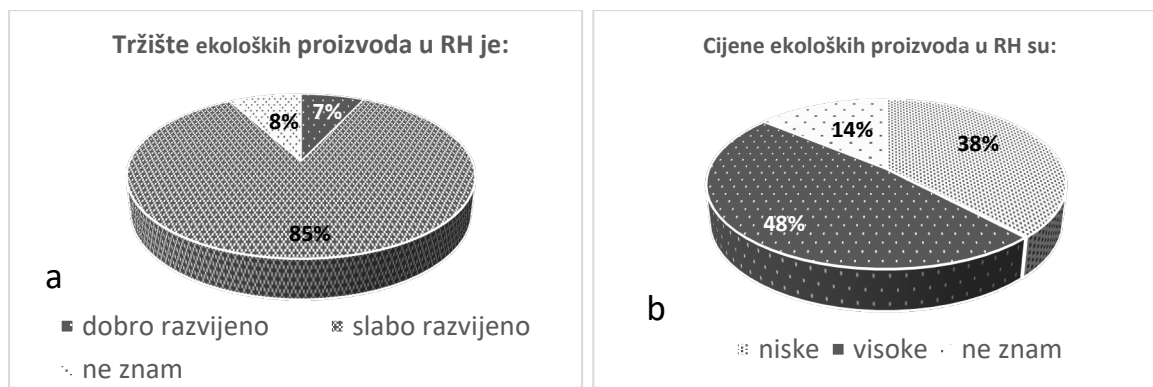 Tržište ekoloških proizvoda u RH je:
8%
7%
85%
a
dobro razvijeno
slabo razvijeno
ne znam
Cijene ekoloških proizvoda u RH su:
14%
38%
48%
b
niske visoke ne znam